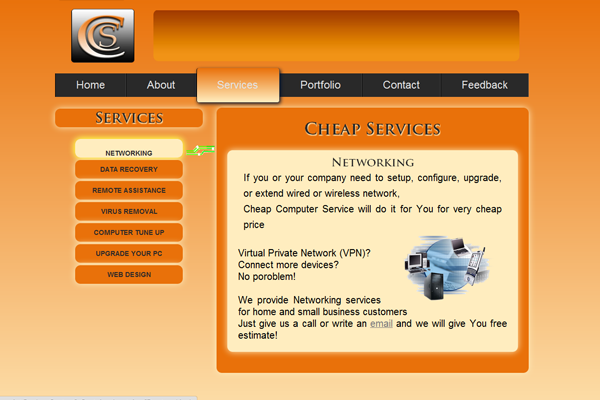 CSC
Home About Services Portfolio Contact Feedback
Services
NETWORKING
DATA RECOVERY
REMOTE ASSISTANCE
VIRUS REMOVAL
COMPUTER TUNE UP
UPGRADE YOUR PC
WEB DESIGN
Cheap Services
Networking
If you or your company need to setup, configure, upgrade,
or extend wired or wireless network,
Cheap Computer Service will do it for You for very cheap
price
Virtual Private Network (VPN)?
Connect more devices?
No poroblem!
We provide Networking services
for home and small business customers
Just give us a call or write an email and we will give You free
estimate!